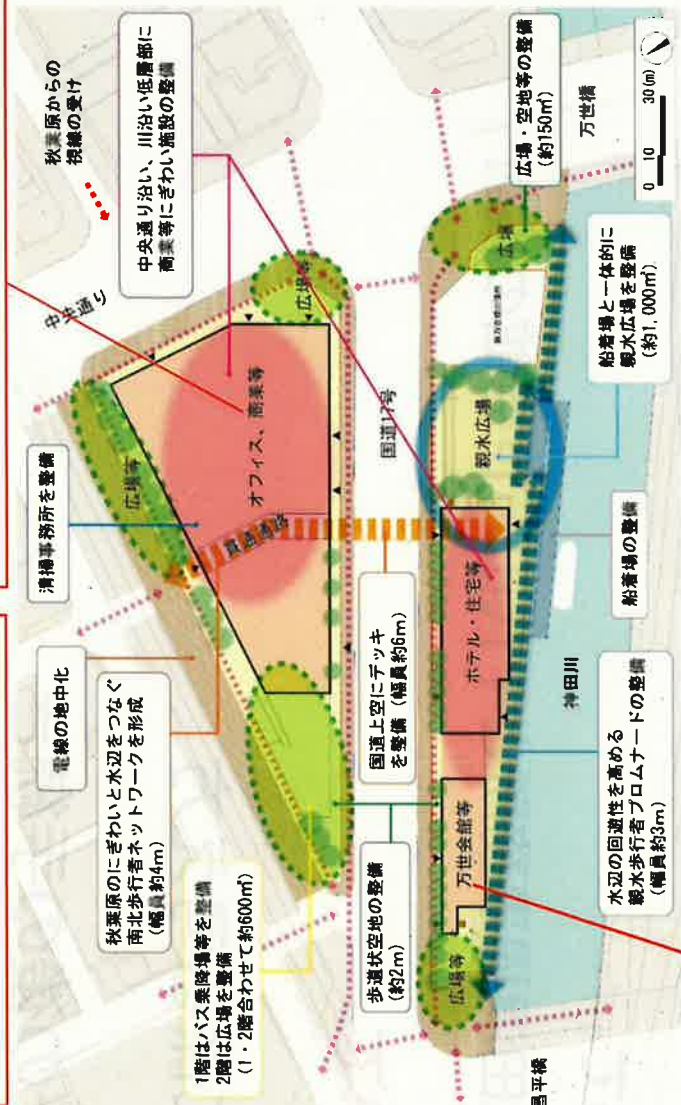 秋葉原からの
視線の受け
中央通り沿い、川沿い低層部に
商業等にぎわい施設の整備
広場・空地等の整備
(約150㎡)
万世橋
0 10 30(m)
中央通り
清掃事務所を整備
広場等
広場等
オフィス、商業等
貫通通路
国道17号
広場
船着場と一体的に
親水広場を整備
(約1,000㎡)
親水広場
電線の地中化
秋葉原のにぎわいと水辺をつなぐ
南北歩行者ネットワークを形成
(幅員約4m)
国道上空にデッキ
を整備 (幅員約6m)
ホテル・住宅等
船着場の整備
神田川
1階はバス乗降場等を整備
2階は広場を整備
(1・2階合わせて約600㎡)
歩道状空地の整備
(約2m)
万世会館等
水辺の回遊性を高める
親水歩行者プロムナードの整備
(幅員約3m)
広場等
昌平橋